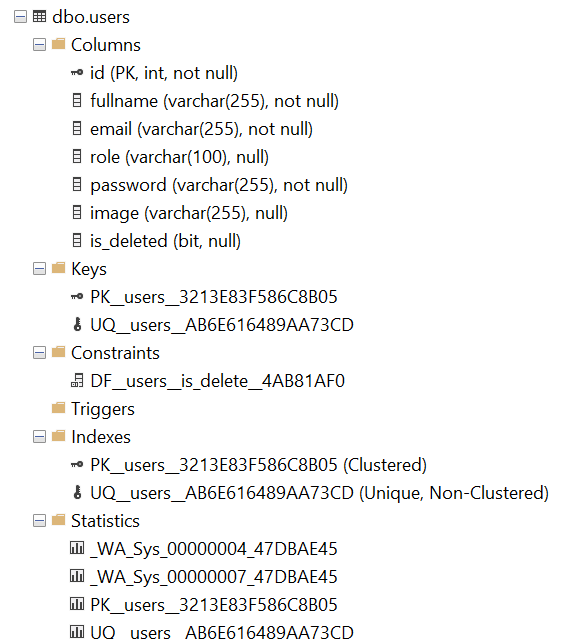 dbo.users
Columns
id (PK, int, not null)
fullname (varchar(255), not null)
email (varchar(255), not null)
role (varchar(100), null)
password (varchar(255), not null)
image (varchar(255), null)
is_deleted (bit, null)
Keys
PK__users__3213E83F586C8B05
UQ__users__AB6E616489AA73CD
Constraints
DF__users__is_delete__4AB81AF0
Triggers
Indexes
PK__users__3213E83F586C8B05 (Clustered)
UQ__users__AB6E616489AA73CD (Unique, Non-Clustered)
Statistics
_WA_Sys_00000004_47DBAE45
_WA_Sys_00000007_47DBAE45
PK__users__3213E83F586C8B05
UQ__users__AB6E616489AA73CD